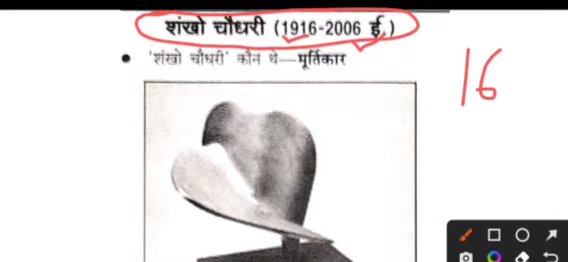 शंखो चौधरी (1916-2006 ई.)
• 'शंखो चौधरी' कौन थे—मूर्तिकार
16